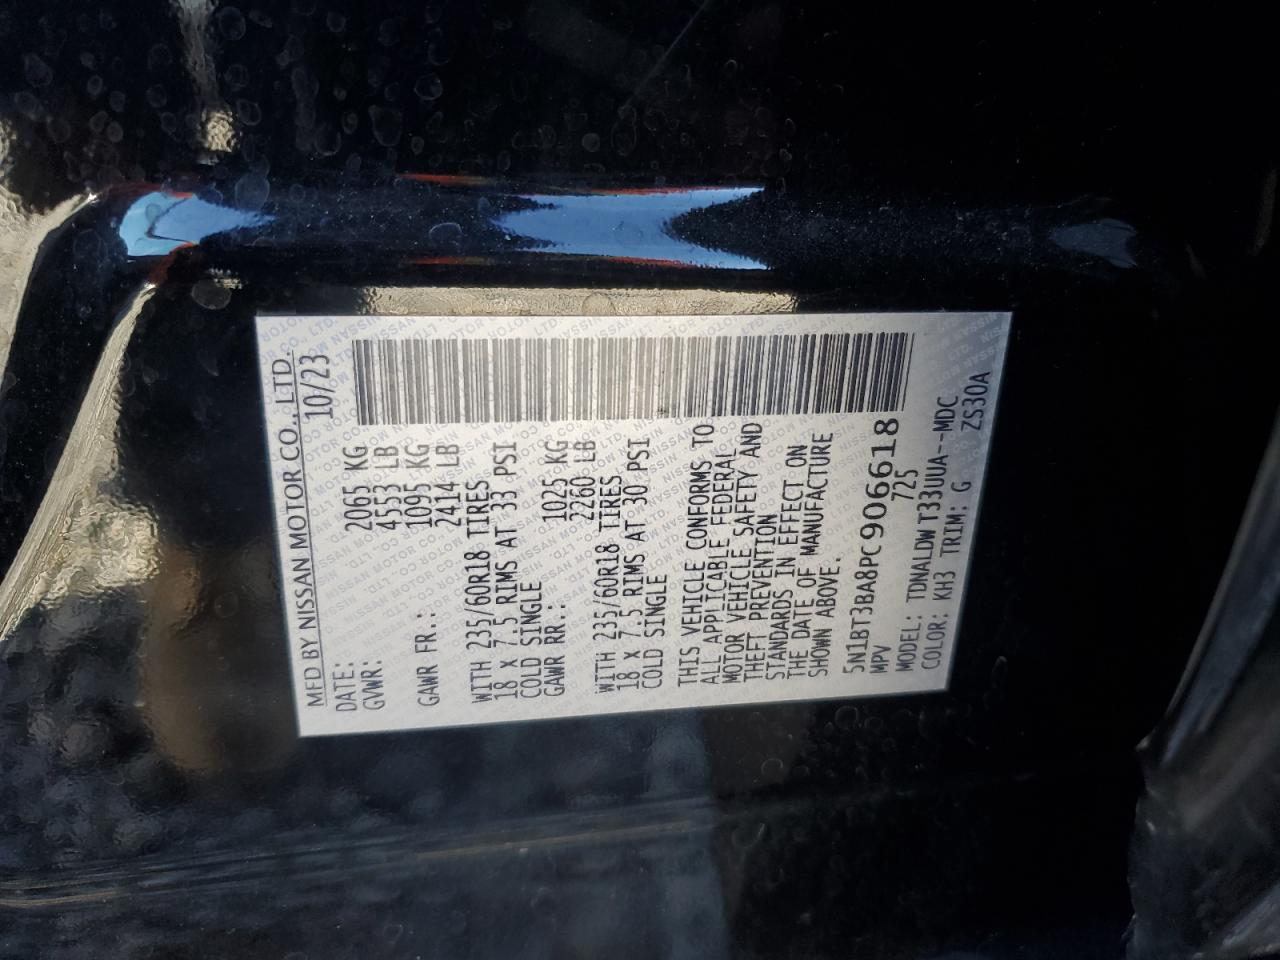 MFD BY NISSAN MOTOR CO., LTD.
DATE: 10/23
GVWR: 2065 KG
4553 LB
GAWR FR.: 1095 KG
2414 LB
WITH 235/60R18 TIRES
18 X 7.5 RIMS AT 33 PSI
COLD SINGLE
GAWR RR.: 1025 KG
2260 LB
WITH 235/60R18 TIRES
18 X 7.5 RIMS AT 30 PSI
COLD SINGLE
THIS VEHICLE CONFORMS TO
ALL APPLICABLE FEDERAL
MOTOR VEHICLE SAFETY AND
THEFT PREVENTION
STANDARDS IN EFFECT ON
THE DATE OF MANUFACTURE
SHOWN ABOVE.
5N1BT3BA8PC906618
MPV 725
MODEL: TDNALDWT33UUA--MDC
COLOR: KH3 TRIM: G ZS30A